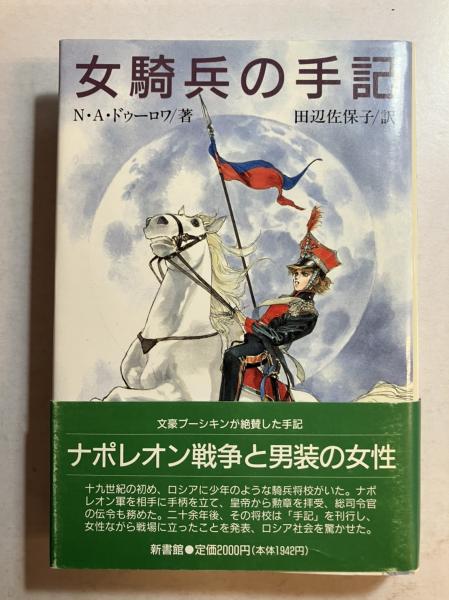 女騎兵の手記
N・A・ドゥーロワ/著 田辺佐保子/訳
文豪プーシキンが絶賛した手記
ナポレオン戦争と男装の女性
十九世紀の初め、ロシアに少年のような騎兵将校がいた。ナポ
レオン軍を相手に手柄を立て、皇帝から勲章を拝受、総司令官
の伝令も務めた。二十余年後、その将校は「手記」を刊行し、
女性ながら戦場に立ったことを発表、ロシア社会を驚かせた。
新書館●定価2000円(本体1942円)